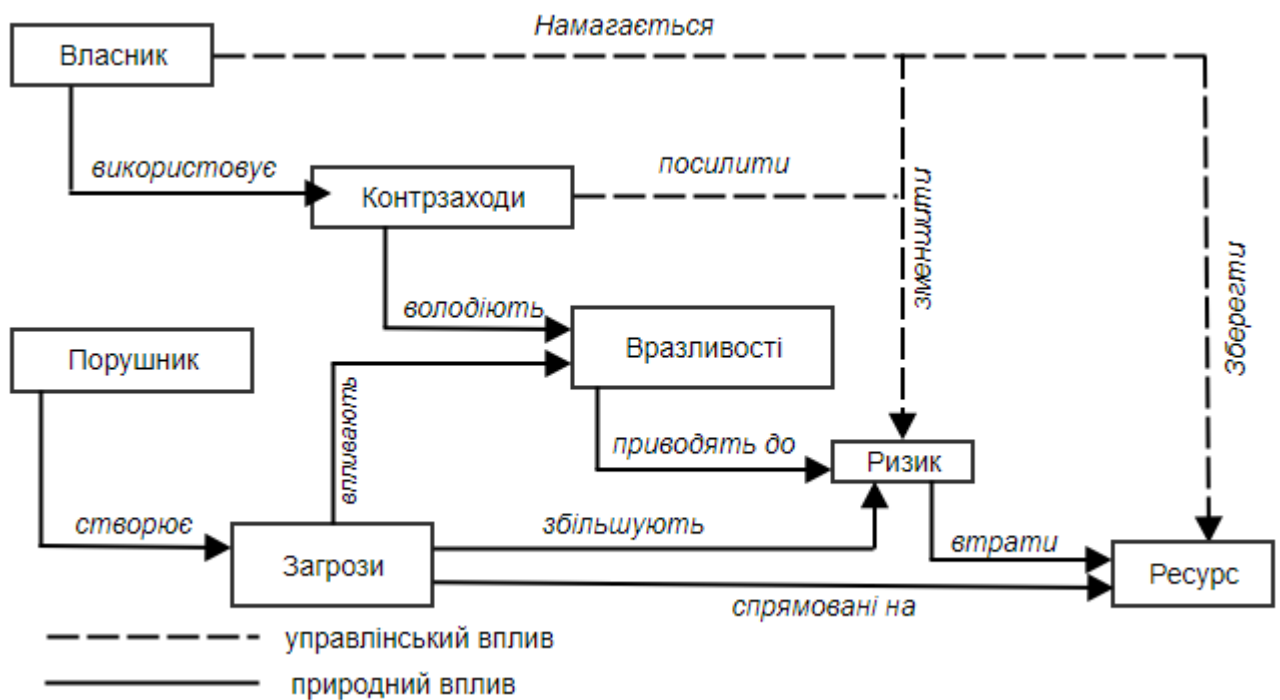 Намагається
Власник
використовує
посилити
Контрзаходи
зменшити
Зберегти
володіють
Вразливості
Порушник
впливають
приводять до
Ризик
створює
збільшують
втрати
Загрози
Ресурс
спрямовані на
управлінський вплив
природний вплив